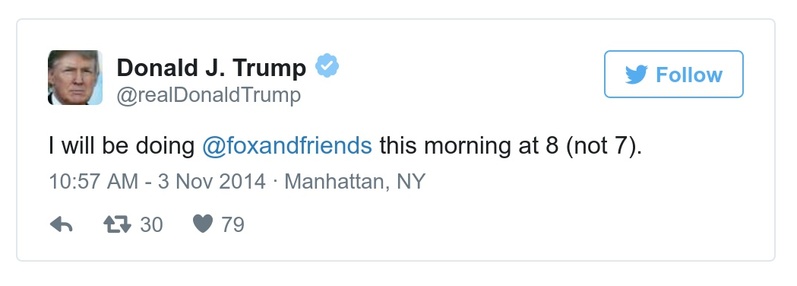 Donald J. Trump
@realDonaldTrump
Follow
I will be doing @foxandfriends this morning at 8 (not 7).
10:57 AM - 3 Nov 2014 · Manhattan, NY
30 79